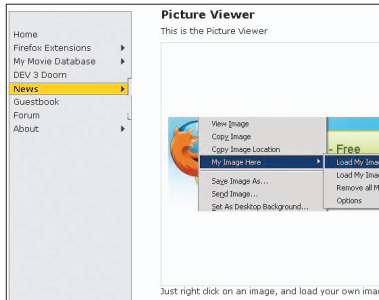 Picture Viewer
This is the Picture Viewer
Home
Firefox Extensions
My Movie Database
DEV 3 Doorn
News
Guestbook
Forum
About
View Image
Copy Image
Copy Image Location
My Image Here
Save Image As...
Send Image...
Set As Desktop Background...
- Free
Load My Imag
Load My Imag
Remove all M
Options
Just right click on an image, and load your own imag